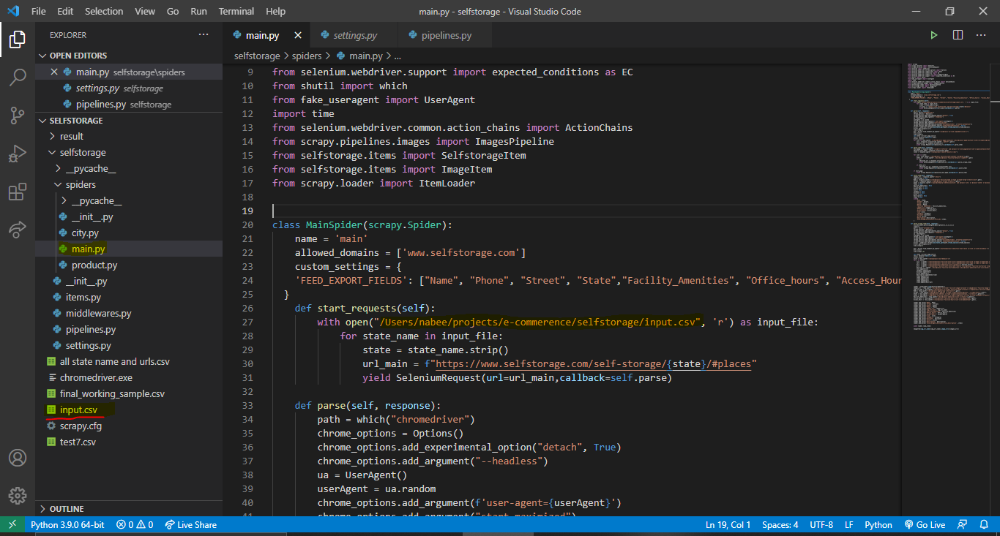 File Edit Selection View Go Run Terminal Help
main.py - selfstorage - Visual Studio Code
EXPLORER
OPEN EDITORS
main.py selfstorage\spiders
settings.py selfstorage
pipelines.py selfstorage
SELFSTORAGE
result
selfstorage
__pycache__
spiders
__pycache__
__init__.py
city.py
main.py
product.py
__init__.py
items.py
middlewares.py
pipelines.py
settings.py
all state name and urls.csv
chromedriver.exe
final_working_sample.csv
input.csv
scrapy.cfg
test7.csv
OUTLINE
main.py settings.py pipelines.py
selfstorage > spiders > main.py > ...
9 from selenium.webdriver.support import expected_conditions as EC
10 from shutil import which
11 from fake_useragent import UserAgent
12 import time
13 from selenium.webdriver.common.action_chains import ActionChains
14 from scrapy.pipelines.images import ImagesPipeline
15 from selfstorage.items import SelfstorageItem
16 from selfstorage.items import ImageItem
17 from scrapy.loader import ItemLoader
18
19
20 class MainSpider(scrapy.Spider):
21 name = 'main'
22 allowed_domains = ['www.selfstorage.com']
23 custom_settings = {
24 'FEED_EXPORT_FIELDS': ["Name", "Phone", "Street", "State","Facility_Amenities", "Office_hours", "Access_Hour
25 }
26 def start_requests(self):
27 with open("/Users/nabee/projects/e-commerence/selfstorage/input.csv", 'r') as input_file:
28 for state_name in input_file:
29 state = state_name.strip()
30 url_main = f"https://www.selfstorage.com/self-storage/{state}/#places"
31 yield SeleniumRequest(url=url_main,callback=self.parse)
32
33 def parse(self, response):
34 path = which("chromedriver")
35 chrome_options = Options()
36 chrome_options.add_experimental_option("detach", True)
37 chrome_options.add_argument("--headless")
38 ua = UserAgent()
39 userAgent = ua.random
40 chrome_options.add_argument(f'user-agent={userAgent}')
41 chrome_options.add_argument("start-maximized")
Python 3.9.0 64-bit 0 0 Live Share
Ln 19, Col 1 Spaces: 4 UTF-8 LF Python Go Live